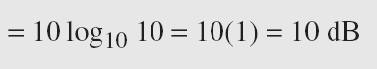 = 10 log₁₀ 10 = 10(1) = 10 dB